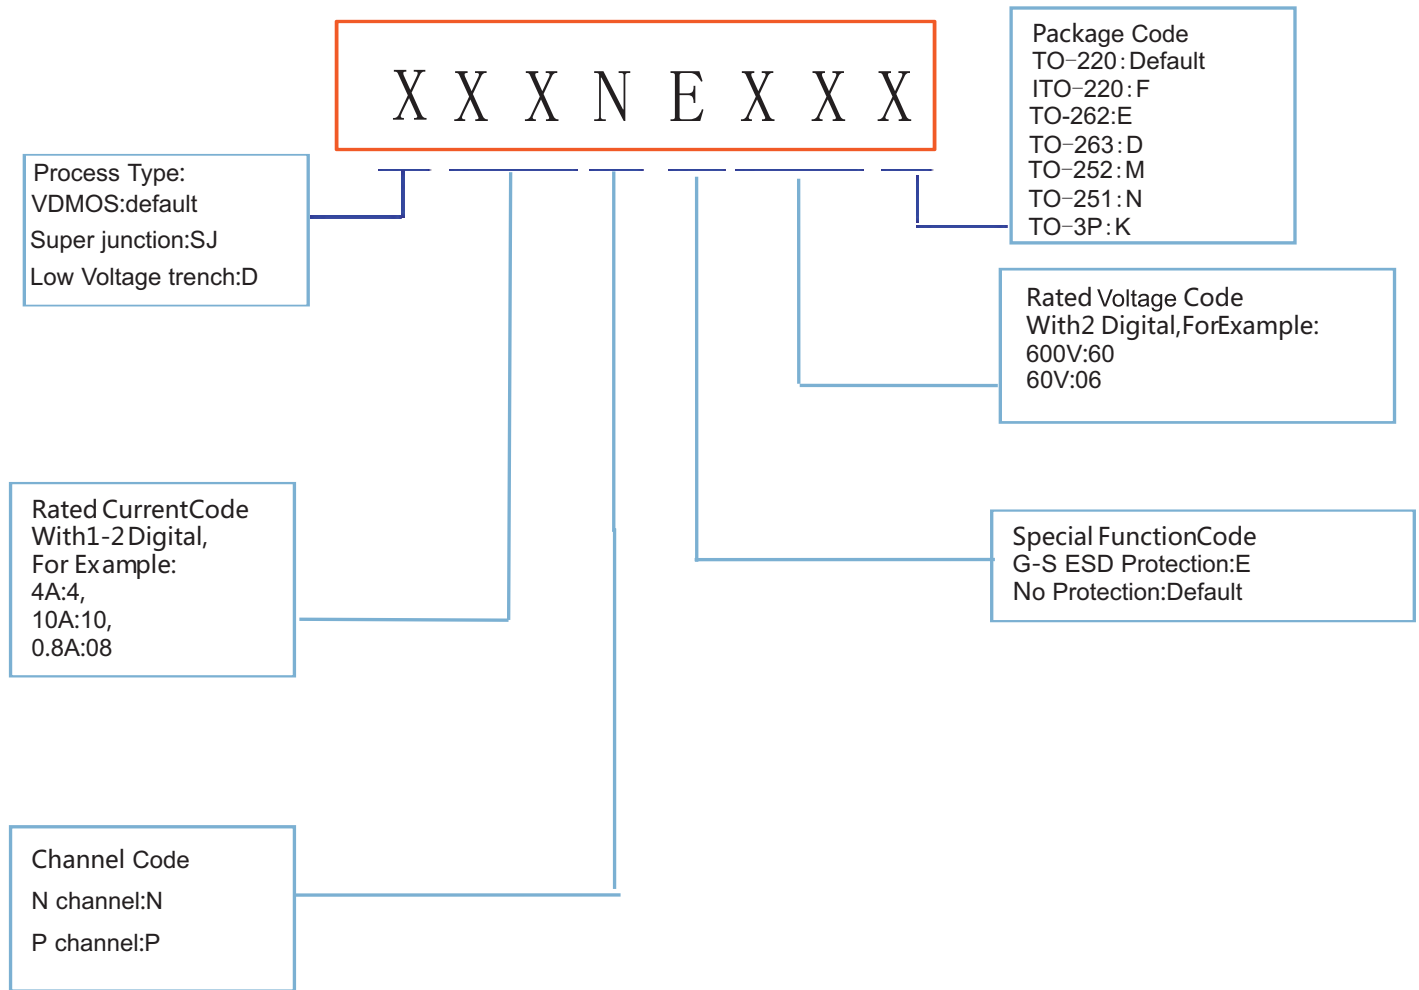 X X X N E X X X
Process Type:
VDMOS:default
Super junction:SJ
Low Voltage trench:D
Package Code
TO-220:Default
ITO-220:F
TO-262:E
TO-263:D
TO-252:M
TO-251:N
TO-3P:K
Rated Voltage Code
With2 Digital,ForExample:
600V:60
60V:06
Rated CurrentCode
With1-2Digital,
For Example:
4A:4,
10A:10,
0.8A:08
Special FunctionCode
G-S ESD Protection:E
No Protection:Default
Channel Code
N channel:N
P channel:P